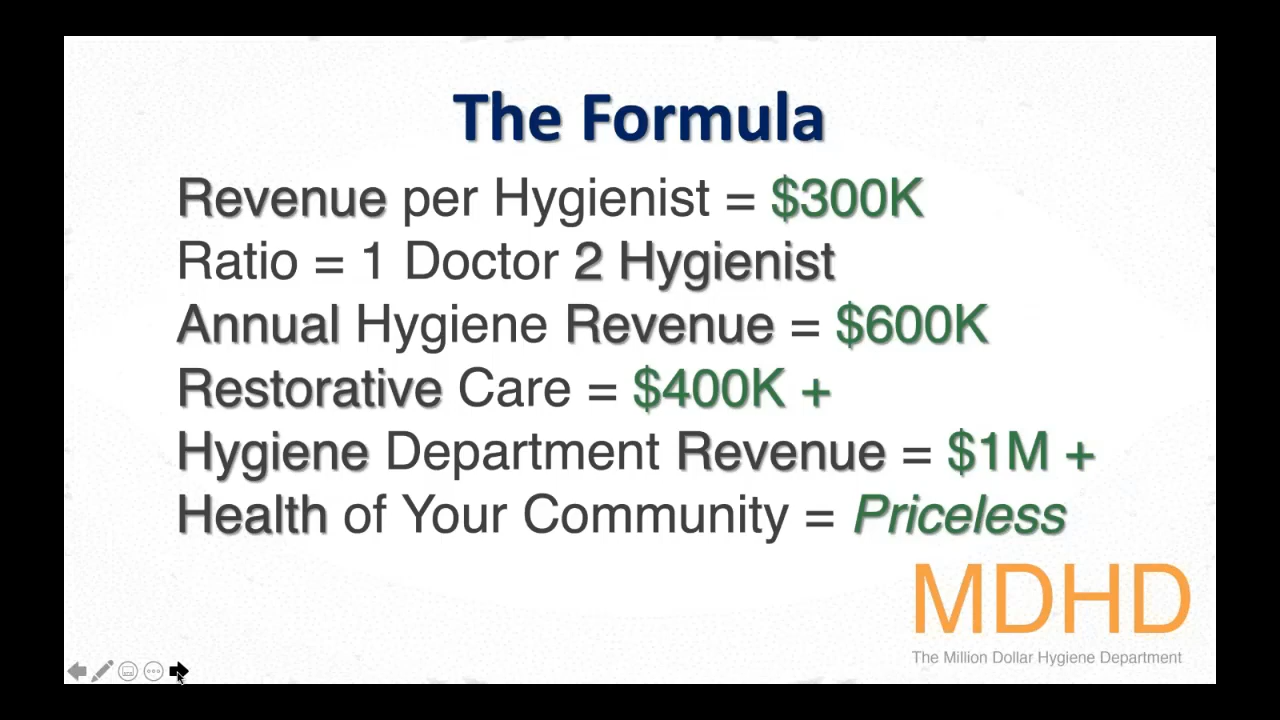 The Formula
Revenue per Hygienist = $300K
Ratio = 1 Doctor 2 Hygienist
Annual Hygiene Revenue = $600K
Restorative Care = $400K +
Hygiene Department Revenue = $1M +
Health of Your Community = Priceless
MDHD
The Million Dollar Hygiene Department